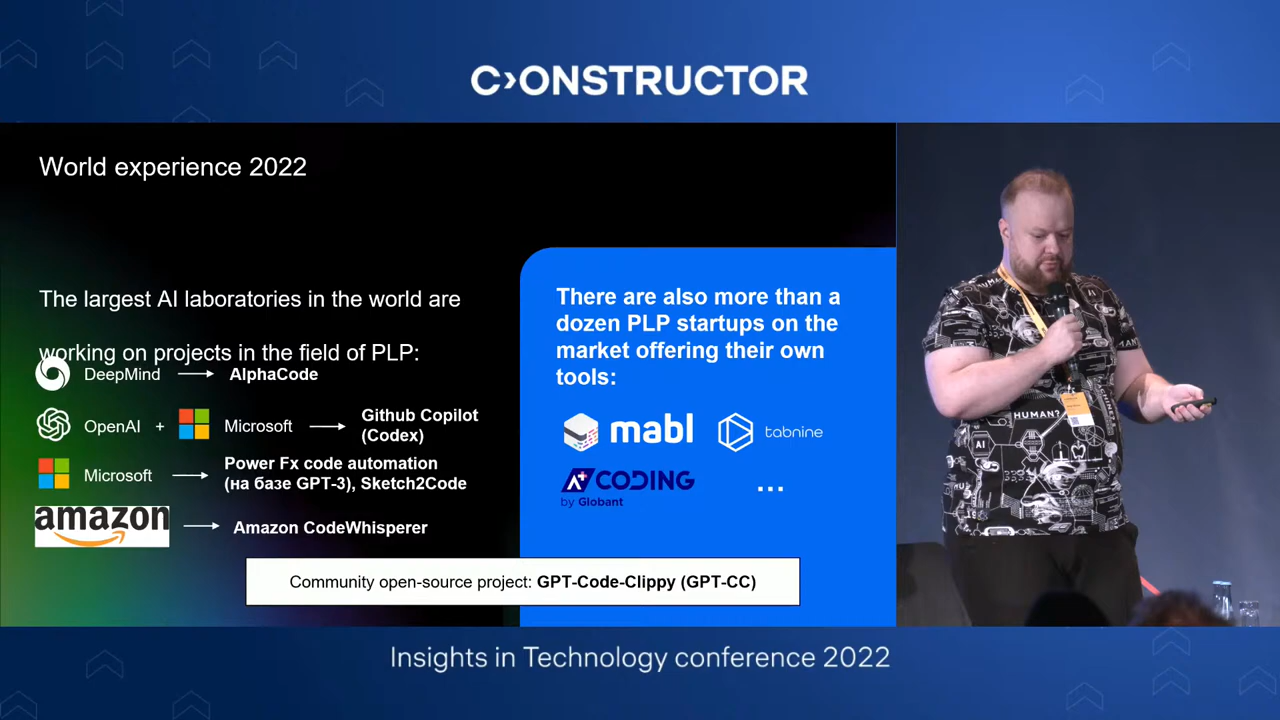 C›ONSTRUCTOR
World experience 2022
The largest AI laboratories in the world are
working on projects in the field of PLP:
DeepMind
AlphaCode
OpenAI + Microsoft
Github Copilot
(Codex)
Microsoft
Power Fx code automation
(на базе GPT-3), Sketch2Code
amazon
Amazon CodeWhisperer
There are also more than a
dozen PLP startups on the
market offering their own
tools:
mabl
tabnine
A+CODING
by Globant
...
Community open-source project: GPT-Code-Clippy (GPT-CC)
HUMAN?
AI
Insights in Technology conference 2022